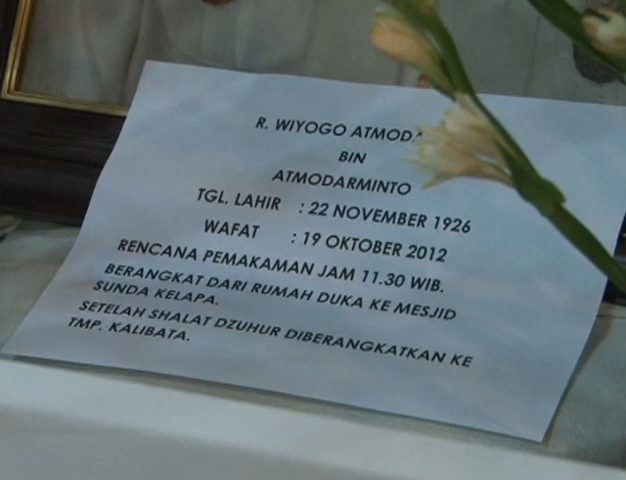 R. WIYOGO
BIN
ATMODARMINTO
TGL. LAHIR : 22 NOVEMBER 1926
WAFAT : 19 OKTOBER 2012
RENCANA PEMAKAMAN JAM 11.30 WIB.
BERANGKAT DARI RUMAH DUKA KE MESJID
SUNDA KELAPA.
SETELAH SHALAT DZUHUR DIBERANGKATKAN KE
TMP. KALIBATA.